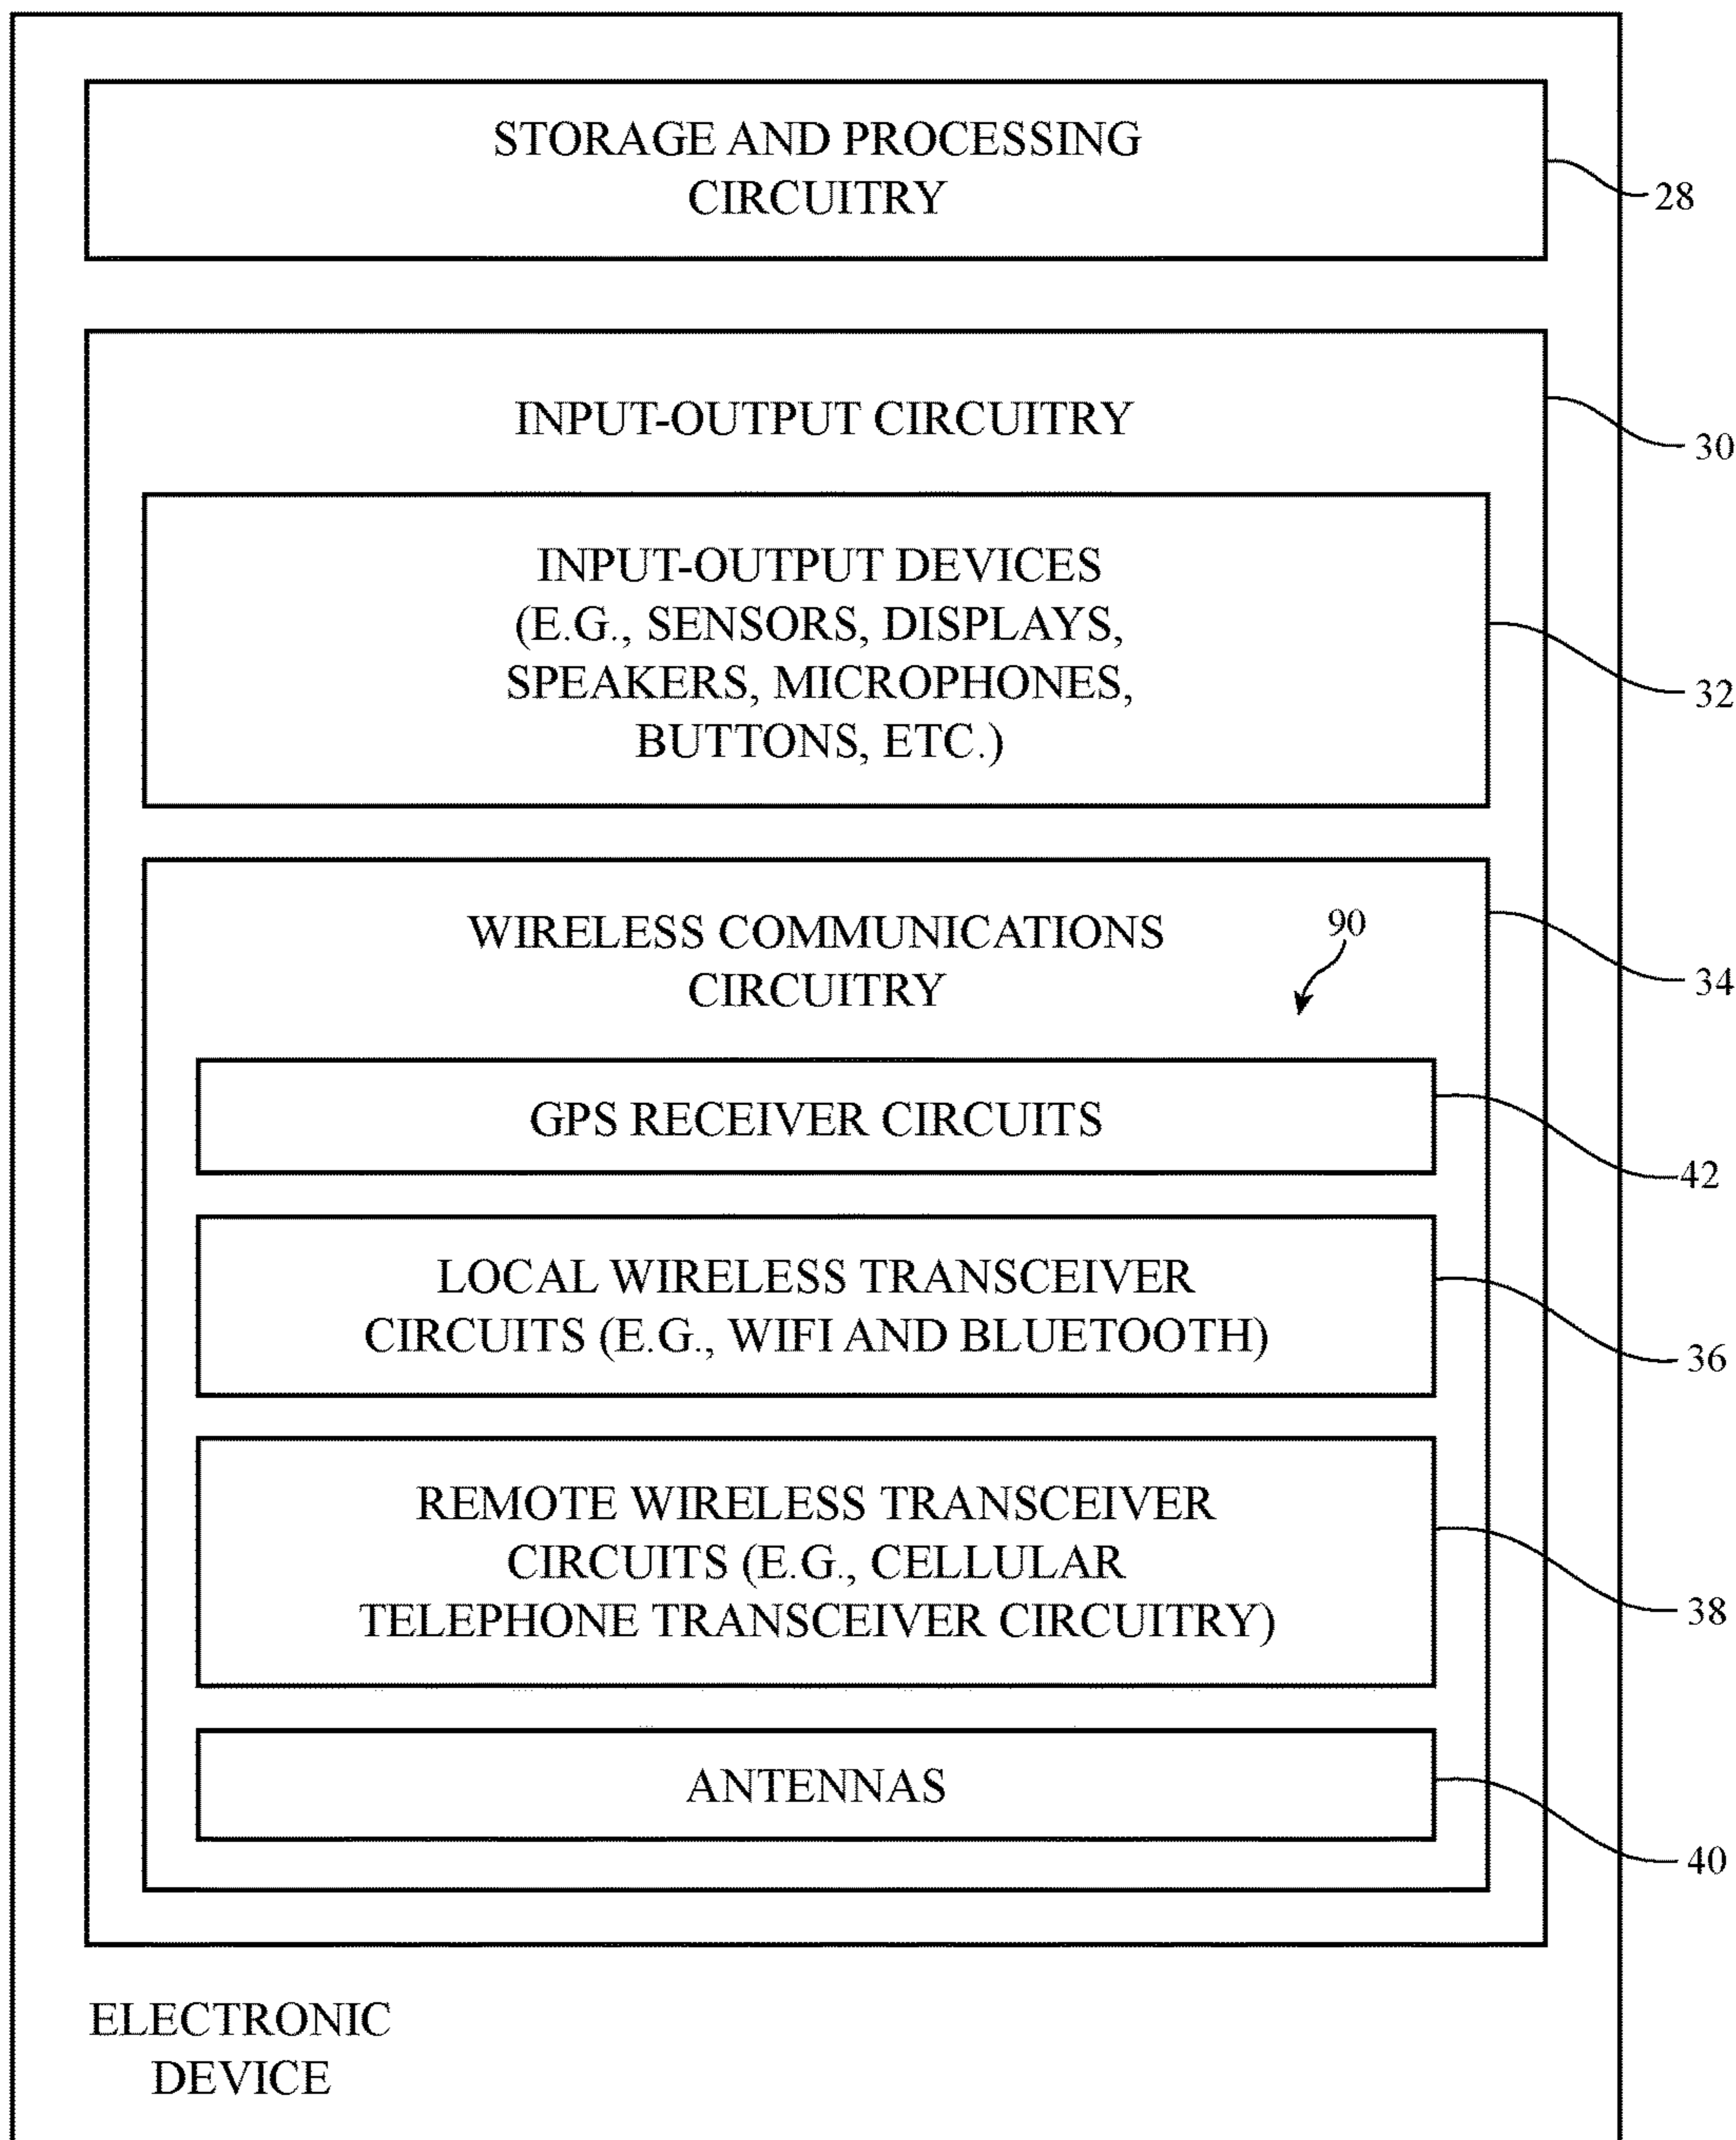 STORAGE AND PROCESSING
CIRCUITRY
28
INPUT-OUTPUT CIRCUITRY
30
INPUT-OUTPUT DEVICES
(E.G., SENSORS, DISPLAYS,
SPEAKERS, MICROPHONES,
BUTTONS, ETC.)
32
WIRELESS COMMUNICATIONS
CIRCUITRY
90
34
GPS RECEIVER CIRCUITS
42
LOCAL WIRELESS TRANSCEIVER
CIRCUITS (E.G., WIFI AND BLUETOOTH)
36
REMOTE WIRELESS TRANSCEIVER
CIRCUITS (E.G., CELLULAR
TELEPHONE TRANSCEIVER CIRCUITRY)
38
ANTENNAS
40
ELECTRONIC
DEVICE